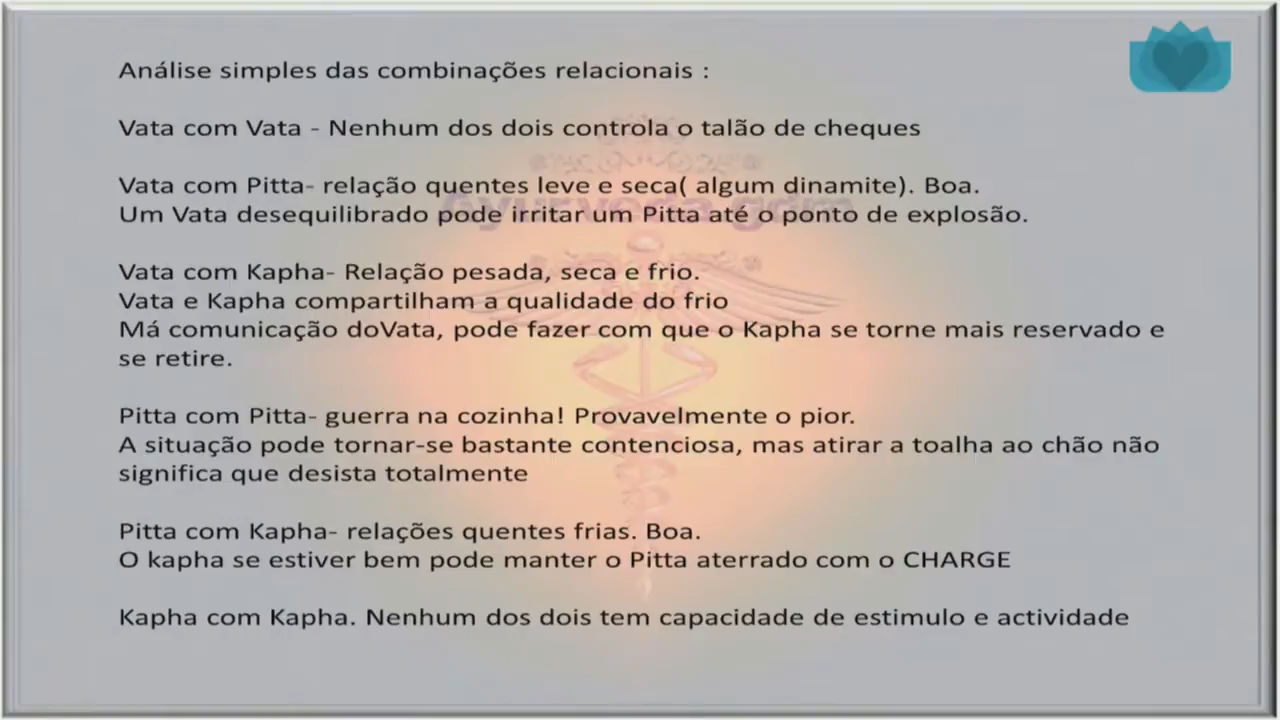 Análise simples das combinações relacionais :
Vata com Vata - Nenhum dos dois controla o talão de cheques
Vata com Pitta- relação quentes leve e seca( algum dinamite). Boa.
Um Vata desequilibrado pode irritar um Pitta até o ponto de explosão.
Ayurveda.gdm
Vata com Kapha- Relação pesada, seca e frio.
Vata e Kapha compartilham a qualidade do frio
Má comunicação doVata, pode fazer com que o Kapha se torne mais reservado e
se retire.
Pitta com Pitta- guerra na cozinha! Provavelmente o pior.
A situação pode tornar-se bastante contenciosa, mas atirar a toalha ao chão não
significa que desista totalmente
Pitta com Kapha- relações quentes frias. Boa.
O kapha se estiver bem pode manter o Pitta aterrado com o CHARGE
Kapha com Kapha. Nenhum dos dois tem capacidade de estimulo e actividade